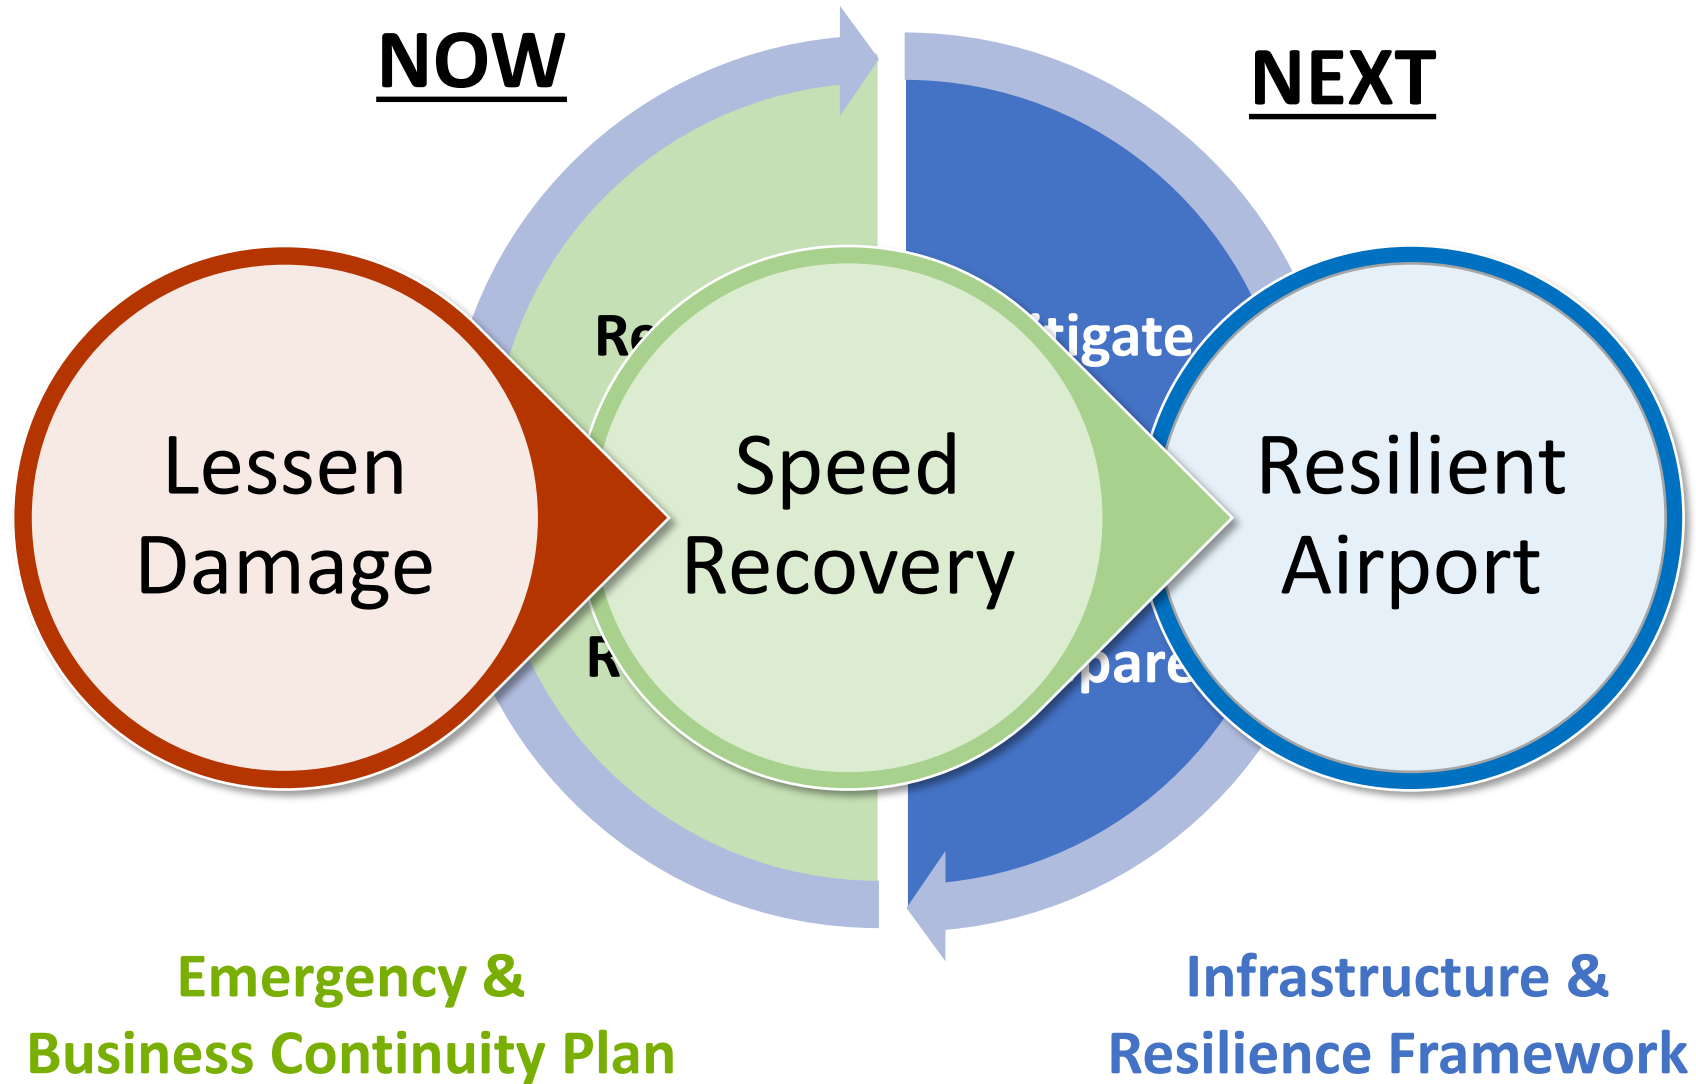 NOW
NEXT
Lessen
Damage
Speed
Recovery
Resilient
Airport
Emergency &
Business Continuity Plan
Infrastructure &
Resilience Framework